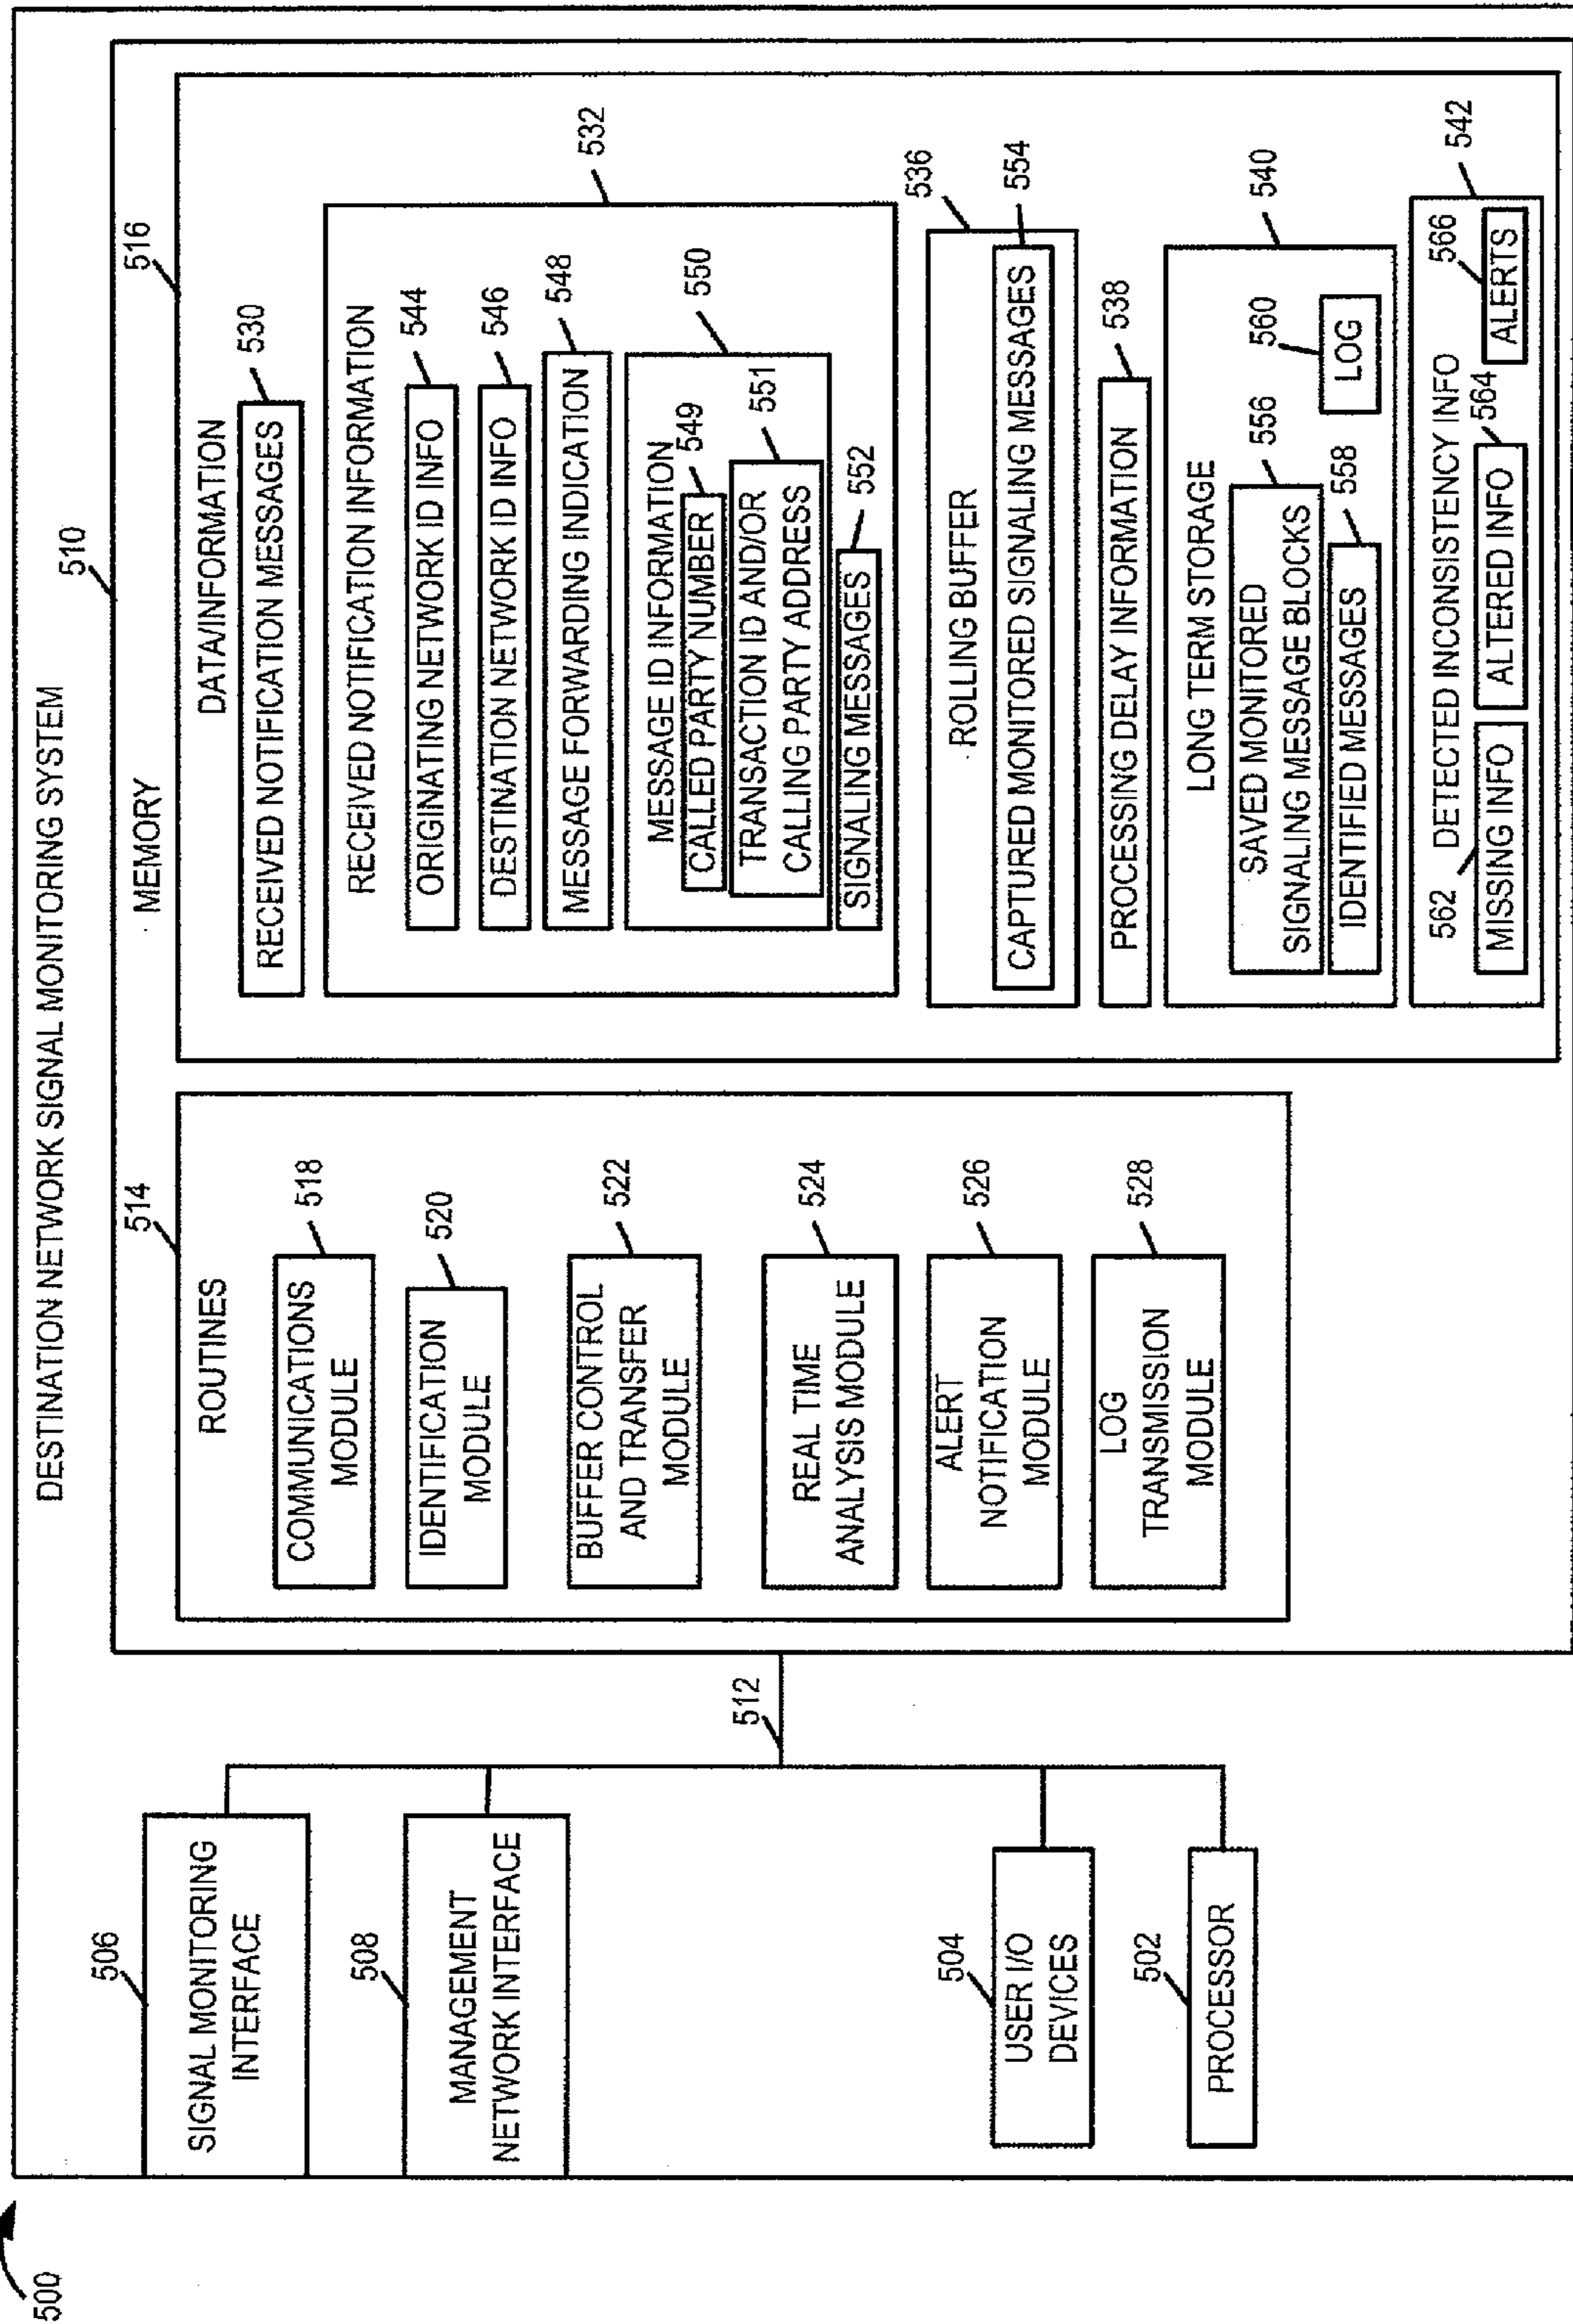 500
DESTINATION NETWORK SIGNAL MONITORING SYSTEM
506
SIGNAL MONITORING
INTERFACE
508
MANAGEMENT
NETWORK INTERFACE
504
USER I/O
DEVICES
502
PROCESSOR
512
510
MEMORY
514
ROUTINES
COMMUNICATIONS
MODULE
518
IDENTIFICATION
MODULE
520
BUFFER CONTROL
AND TRANSFER
MODULE
522
REAL TIME
ANALYSIS MODULE
524
ALERT
NOTIFICATION
MODULE
526
LOG
TRANSMISSION
MODULE
528
516
DATA/INFORMATION
RECEIVED NOTIFICATION MESSAGES
530
RECEIVED NOTIFICATION INFORMATION
532
ORIGINATING NETWORK ID INFO
544
DESTINATION NETWORK ID INFO
546
MESSAGE FORWARDING INDICATION
548
MESSAGE ID INFORMATION
550
CALLED PARTY NUMBER
549
TRANSACTION ID AND/OR
CALLING PARTY ADDRESS
551
SIGNALING MESSAGES
552
ROLLING BUFFER
536
CAPTURED MONITORED SIGNALING MESSAGES
554
PROCESSING DELAY INFORMATION
538
LONG TERM STORAGE
540
SAVED MONITORED
SIGNALING MESSAGE BLOCKS
556
IDENTIFIED MESSAGES
558
LOG
560
DETECTED INCONSISTENCY INFO
542
562
MISSING INFO
564
ALTERED INFO
566
ALERTS